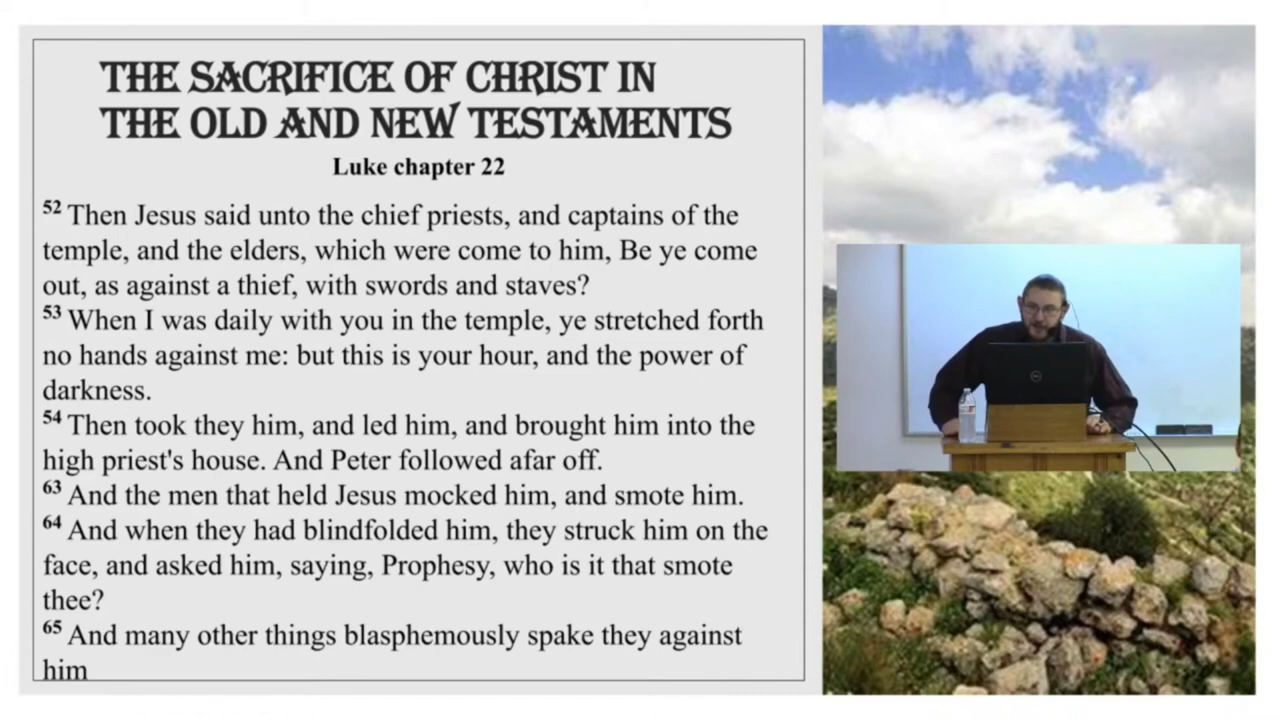 THE SACRIFICE OF CHRIST IN
THE OLD AND NEW TESTAMENTS
Luke chapter 22
52 Then Jesus said unto the chief priests, and captains of the
temple, and the elders, which were come to him, Be ye come
out, as against a thief, with swords and staves?
53 When I was daily with you in the temple, ye stretched forth
no hands against me: but this is your hour, and the power of
darkness.
54 Then took they him, and led him, and brought him into the
high priest's house. And Peter followed afar off.
63 And the men that held Jesus mocked him, and smote him.
64 And when they had blindfolded him, they struck him on the
face, and asked him, saying, Prophesy, who is it that smote
thee?
65 And many other things blasphemously spake they against
him